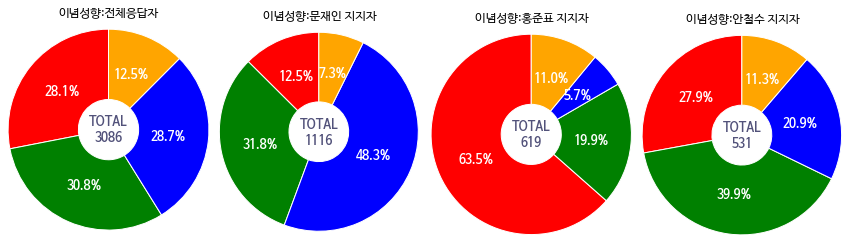 이념성향:전체응답자
12.5%
28.1%
28.7%
30.8%
TOTAL
3086
이념성향:문재인 지지자
12.5%
7.3%
31.8%
48.3%
TOTAL
1116
이념성향:홍준표 지지자
11.0%
5.7%
19.9%
63.5%
TOTAL
619
이념성향:안철수 지지자
11.3%
27.9%
20.9%
39.9%
TOTAL
531